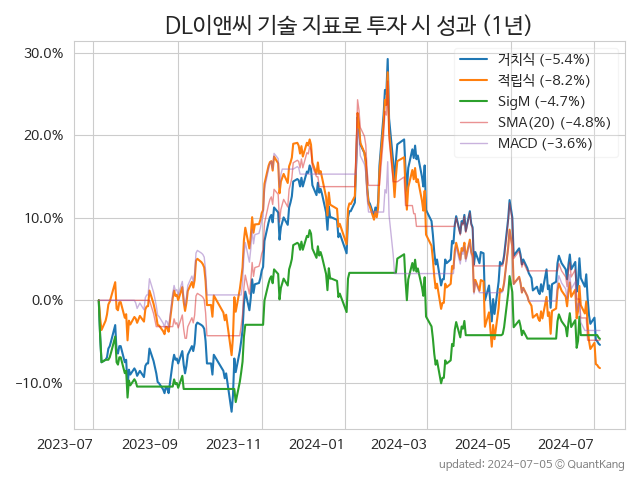 DL이앤씨 기술 지표로 투자 시 성과 (1년)
30.0%
20.0%
10.0%
0.0%
−10.0%
거치식 (−5.4%)
적립식 (−8.2%)
SigM (−4.7%)
SMA(20) (−4.8%)
MACD (−3.6%)
2023-07
2023-09
2023-11
2024-01
2024-03
2024-05
2024-07
updated: 2024-07-05 ⓒ QuantKang